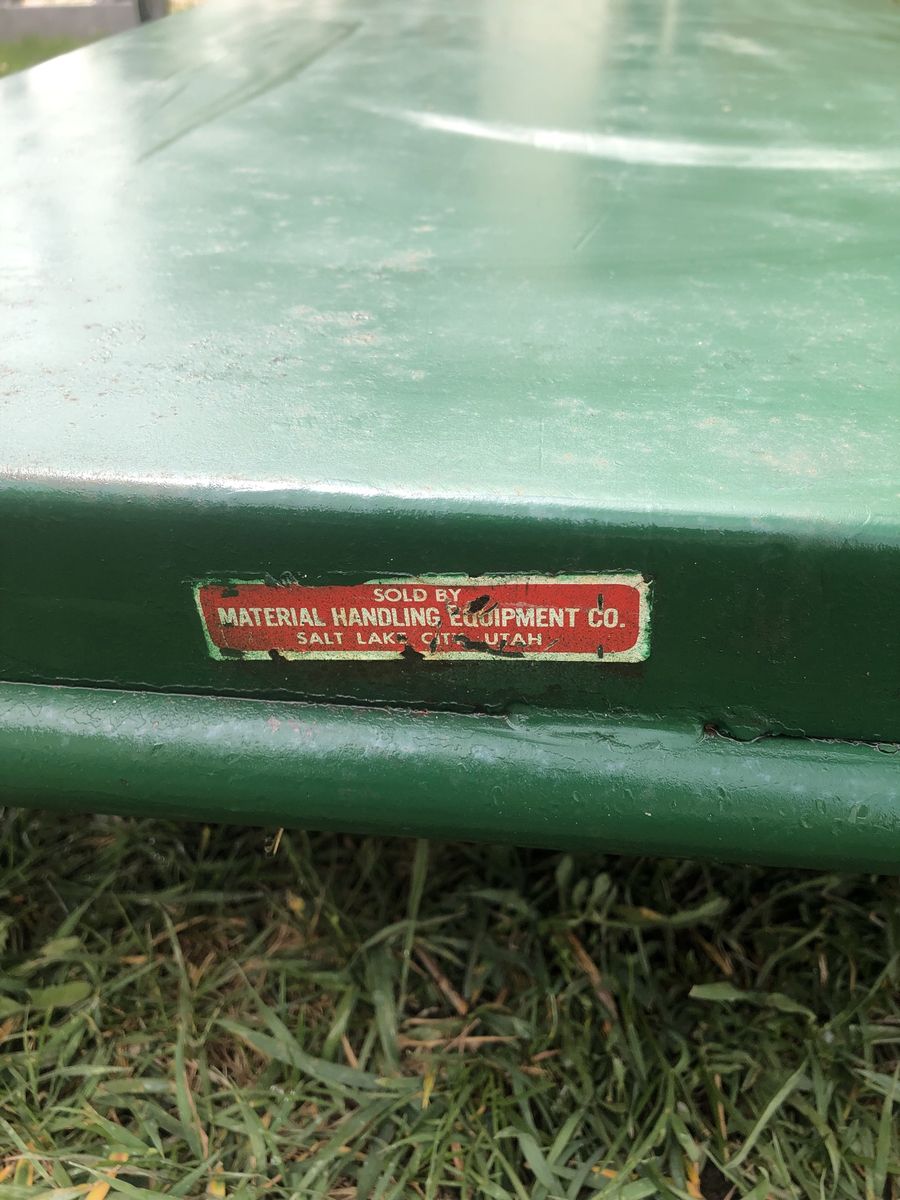 SOLD BY
MATERIAL HANDLING EQUIPMENT CO.
SALT LAKE CITY UTAH